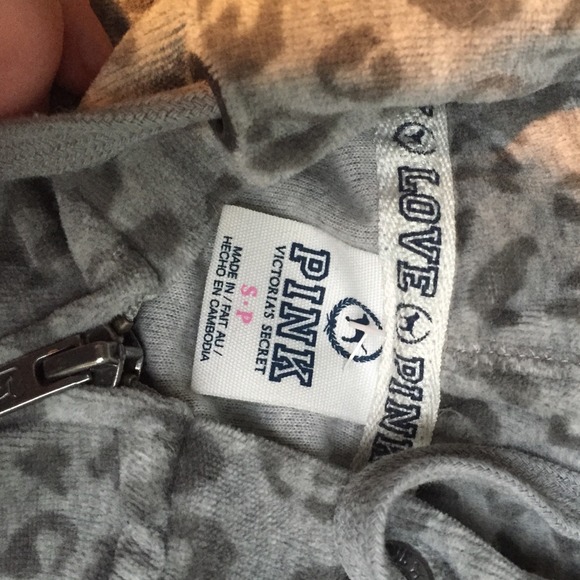 PINK
VICTORIA'S SECRET
S·P
MADE IN / FAIT AU /
HECHO EN CAMBODIA
LOVE PINK